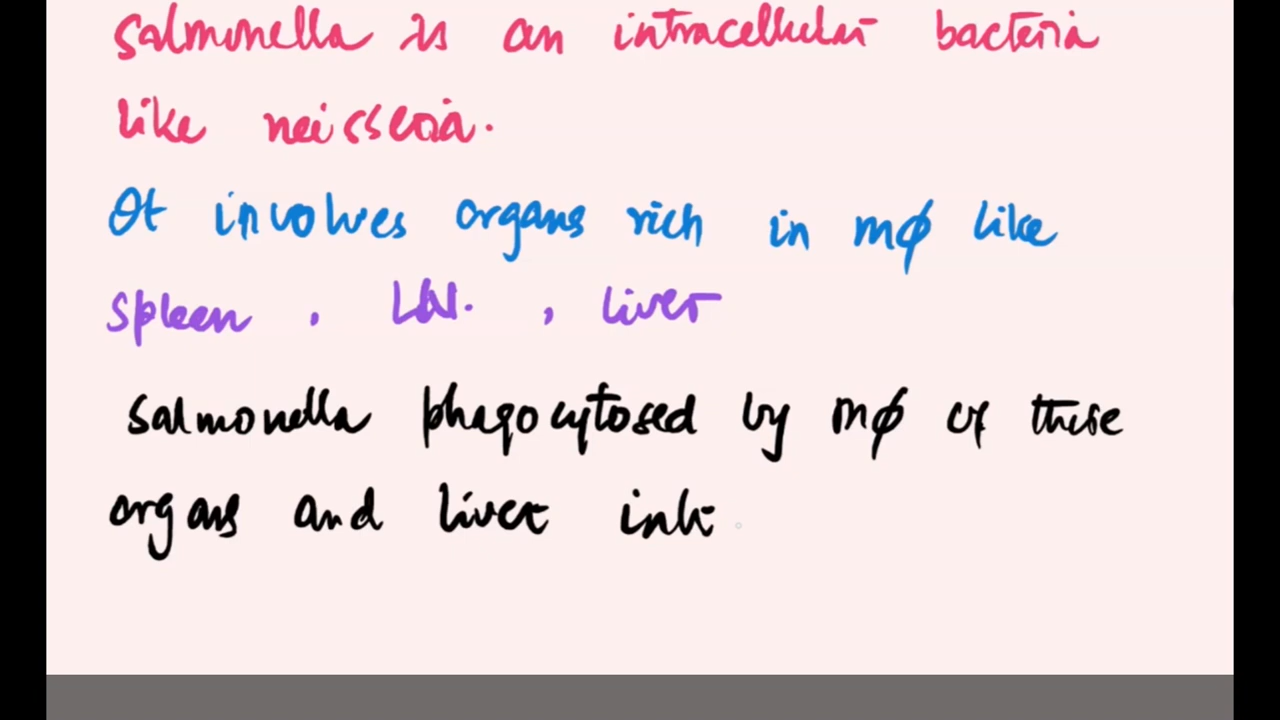 Salmonella is an intracellular bacteria
like neisseria.
It involves organs rich in mϕ like
spleen , LN. , liver
Salmonella phagocytosed by mϕ of these
organs and liver